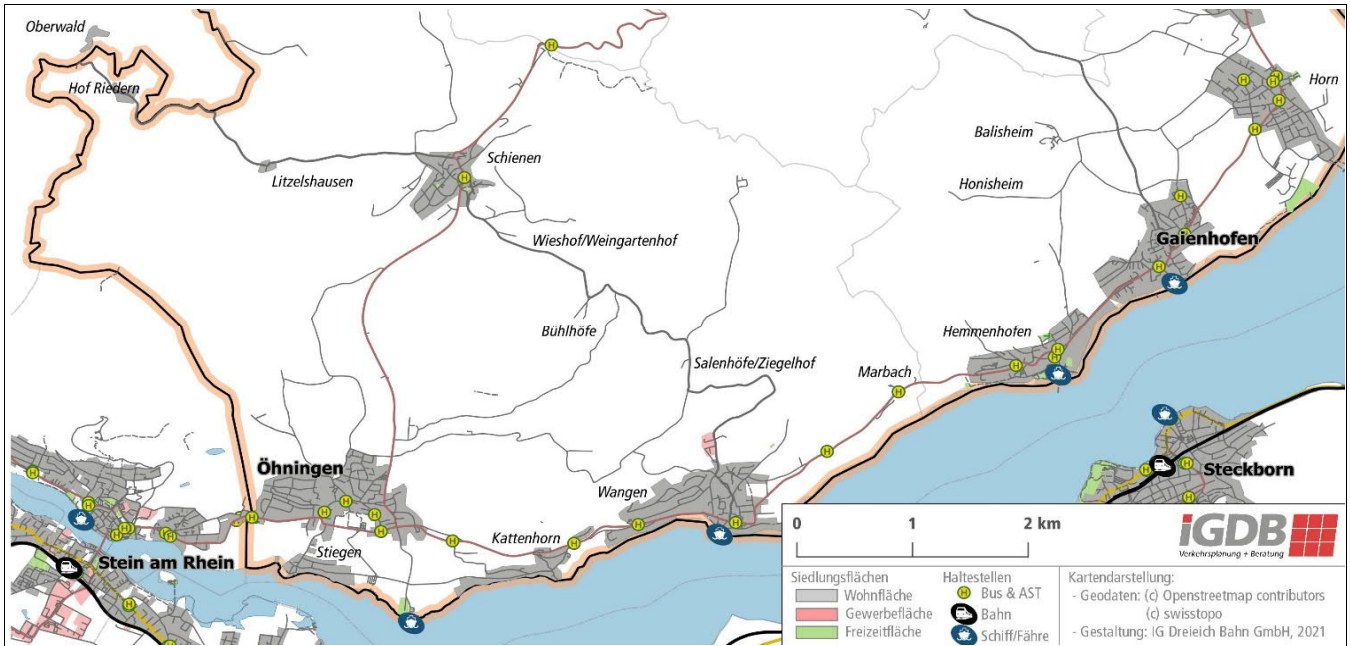 Oberwald
Hof Riedern
Horn
Balisheim
Schienen
Litzelshausen
Honisheim
Wieshof/Weingartenhof
Gaienhofen
Bühlhöfe
Hemmenhofen
Salenhöfe/Ziegelhof
Marbach
Öhningen
Steckborn
Wangen
Kattenhorn
Stiegen
Stein am Rhein
0 1 2 km
iGDB
Verkehrsplanung + Beratung
Siedlungsflächen
Wohnfläche
Gewerbefläche
Freizeitfläche
Haltestellen
H Bus & AST
Bahn
Schiff/Fähre
Kartendarstellung:
- Geodaten: (c) Openstreetmap contributors
(c) swisstopo
- Gestaltung: IG Dreieich Bahn GmbH, 2021